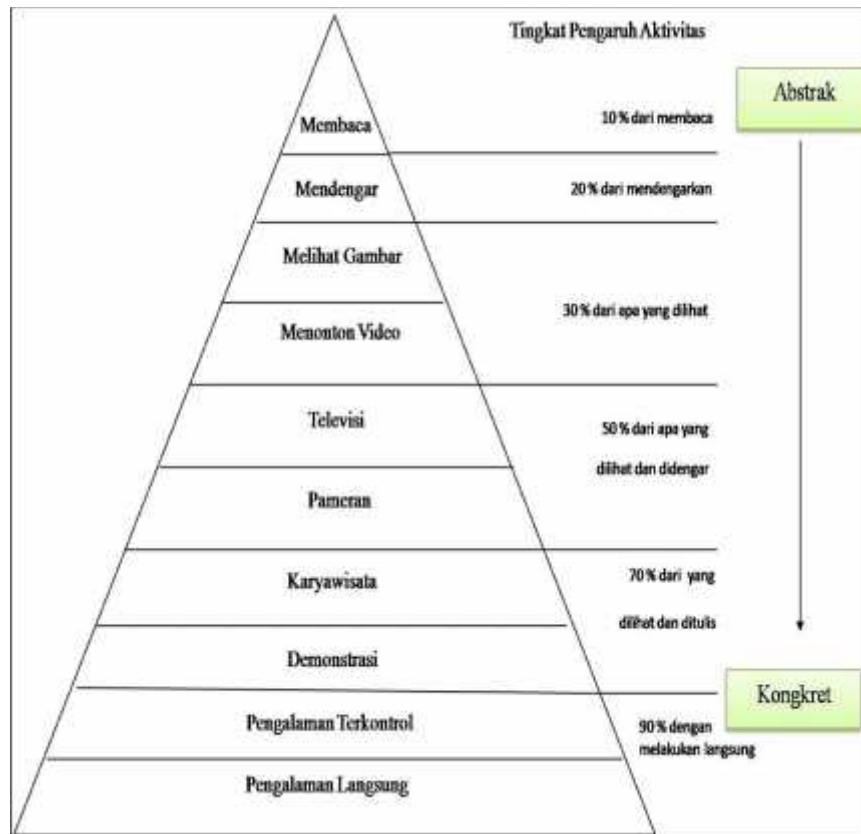 Tingkat Pengaruh Aktivitas
Abstrak
Membaca
10 % dari membaca
Mendengar
20 % dari mendengarkan
Melihat Gambar
30 % dari apa yang dilihat
Menonton Video
Televisi
50 % dari apa yang
dilihat dan didengar
Pameran
Karyawisata
70 % dari yang
dilihat dan ditulis
Demonstrasi
Kongkret
Pengalaman Terkontrol
90 % dengan
melakukan langsung
Pengalaman Langsung